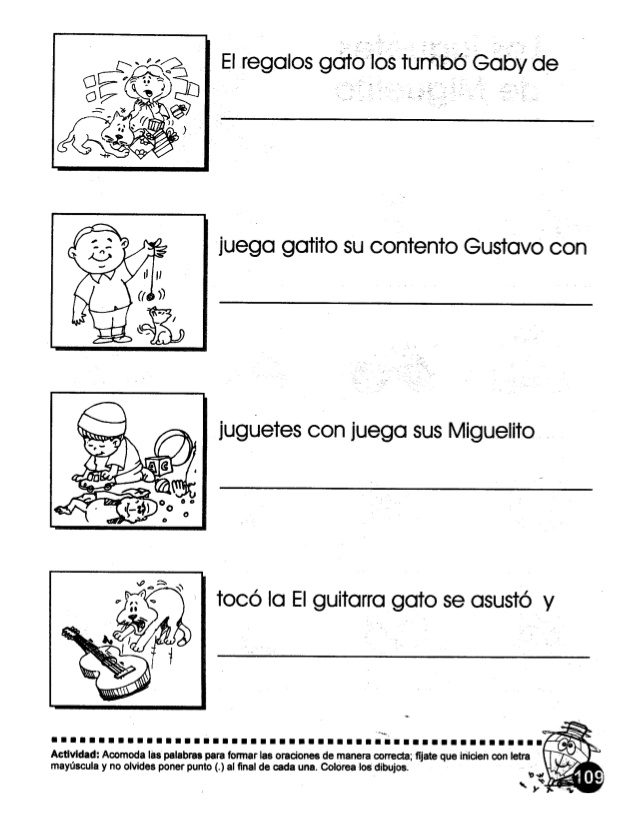 El regalos gato los tumbó Gaby de
juega gatito su contento Gustavo con
juguetes con juega sus Miguelito
tocó la El guitarra gato se asustó y
Actividad: Acomoda las palabras para formar las oraciones de manera correcta; fíjate que inicien con letra
mayúscula y no olvides poner punto (.) al final de cada una. Colorea los dibujos.
109